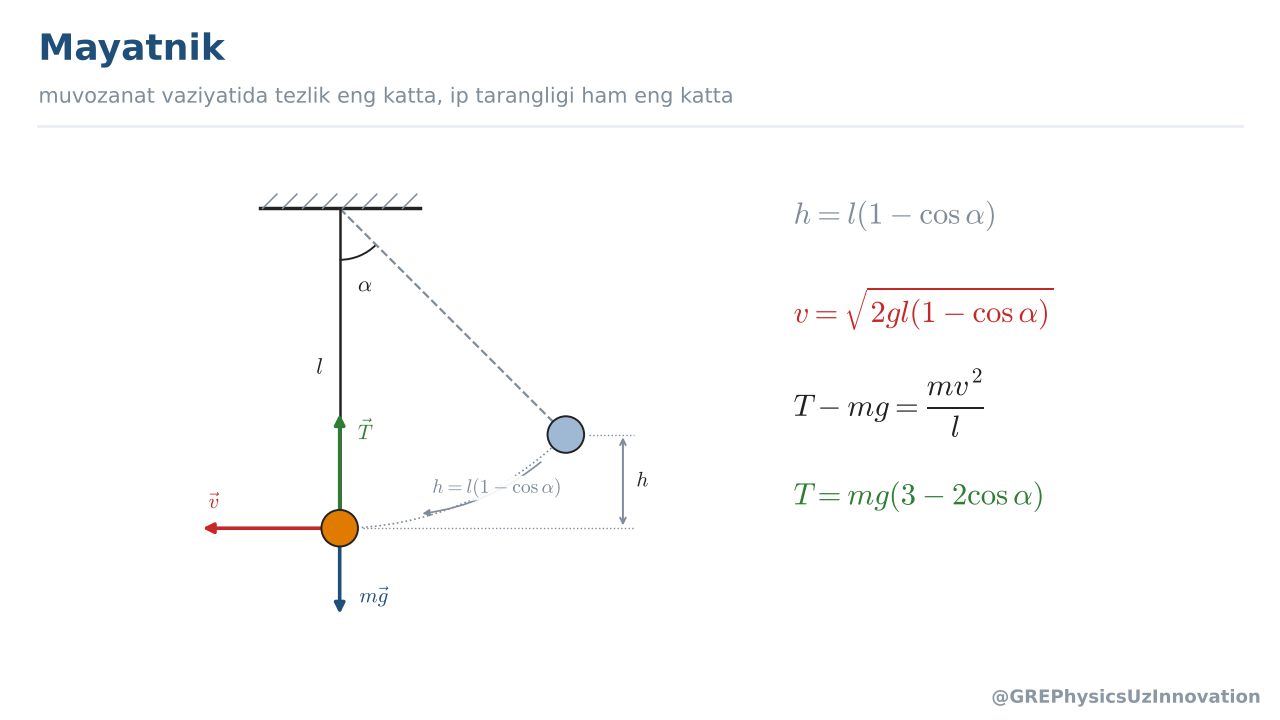 Mayatnik
muvozanat vaziyatida tezlik eng katta, ip tarangligi ham eng katta
α
l
T⃗
v⃗
h = l(1 − cos α)
h
mg⃗
h = l(1 − cos α)
v = √(2gl(1 − cos α))
T − mg = mv²/l
T = mg(3 − 2cos α)
@GREPhysicsUzInnovation